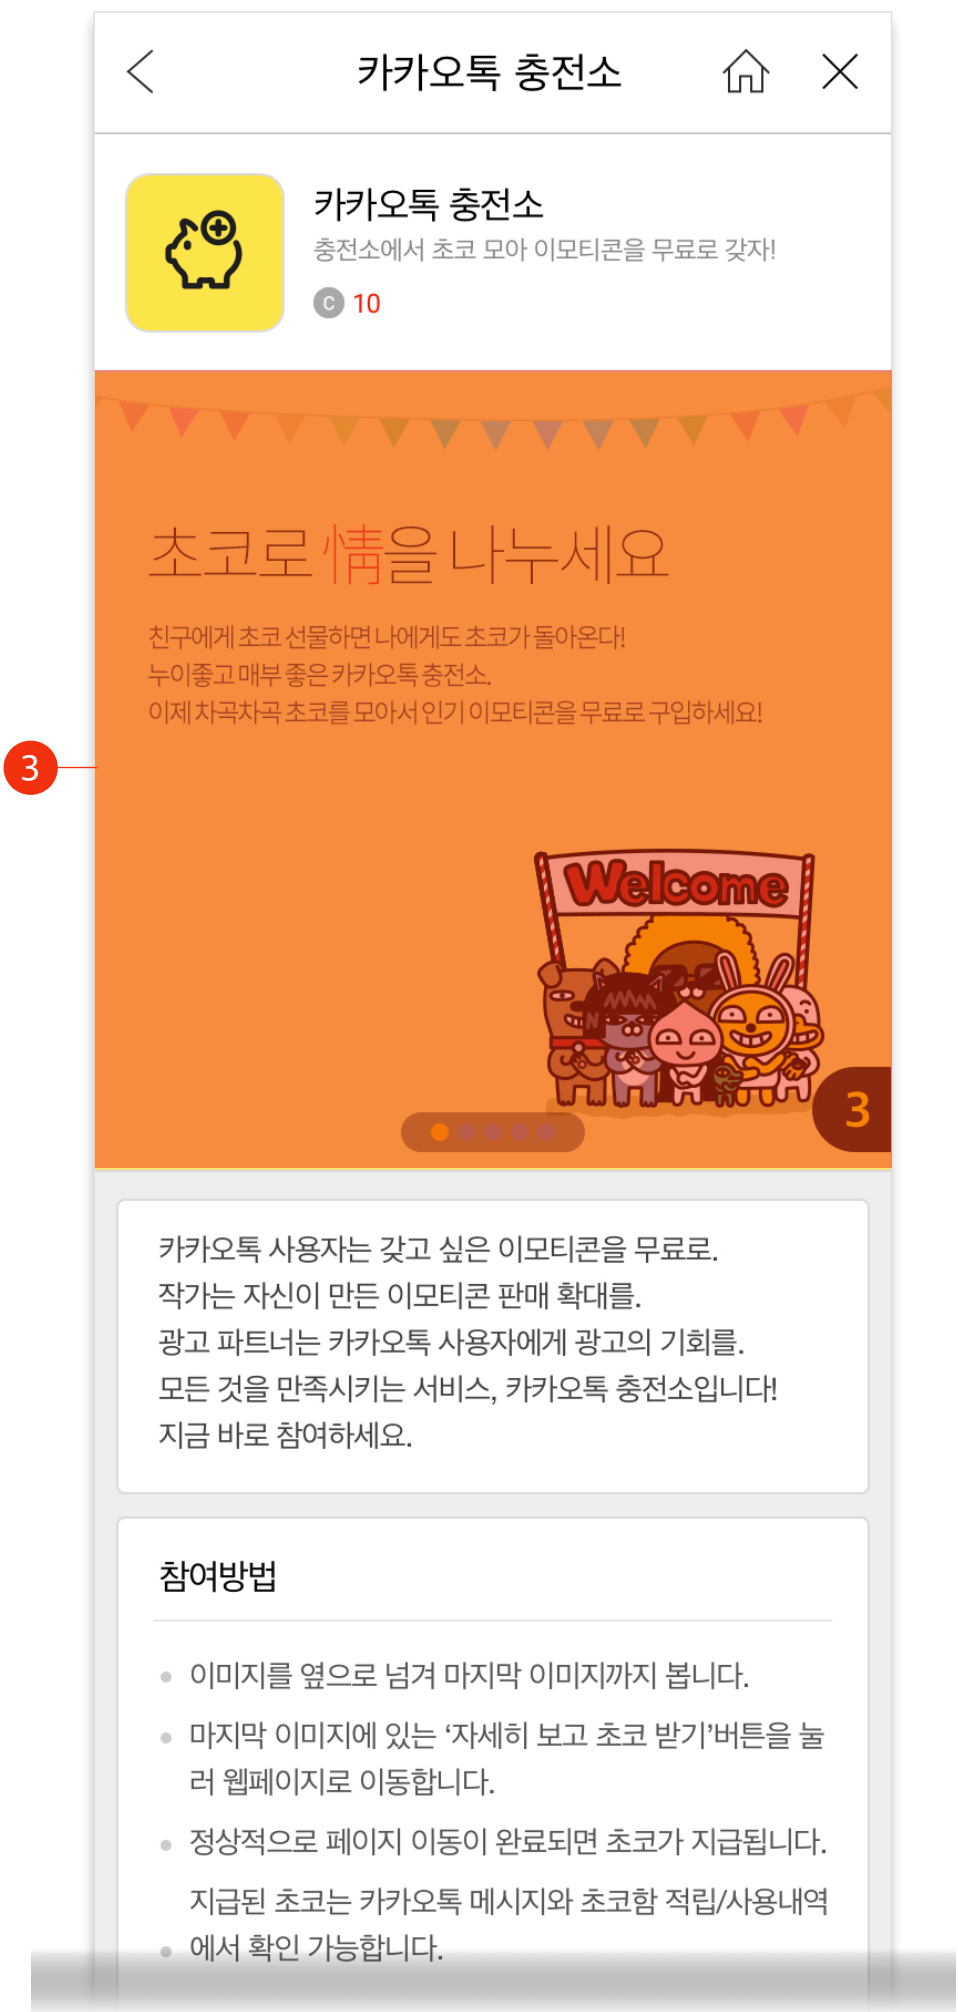 카카오톡 충전소
카카오톡 충전소
충전소에서 초코 모아 이모티콘을 무료로 갖자!
C 10
초코로 情을 나누세요
친구에게 초코 선물하면 나에게도 초코가 돌아온다!
누이좋고 매부 좋은 카카오톡 충전소.
이제 차곡차곡 초코를 모아서 인기 이모티콘을 무료로 구입하세요!
3
Welcome
N
3
카카오톡 사용자는 갖고 싶은 이모티콘을 무료로.
작가는 자신이 만든 이모티콘 판매 확대를.
광고 파트너는 카카오톡 사용자에게 광고의 기회를.
모든 것을 만족시키는 서비스, 카카오톡 충전소입니다!
지금 바로 참여하세요.
참여방법
이미지를 옆으로 넘겨 마지막 이미지까지 봅니다.
마지막 이미지에 있는 ‘자세히 보고 초코 받기’버튼을 눌
러 웹페이지로 이동합니다.
정상적으로 페이지 이동이 완료되면 초코가 지급됩니다.
지급된 초코는 카카오톡 메시지와 초코함 적립/사용내역
에서 확인 가능합니다.